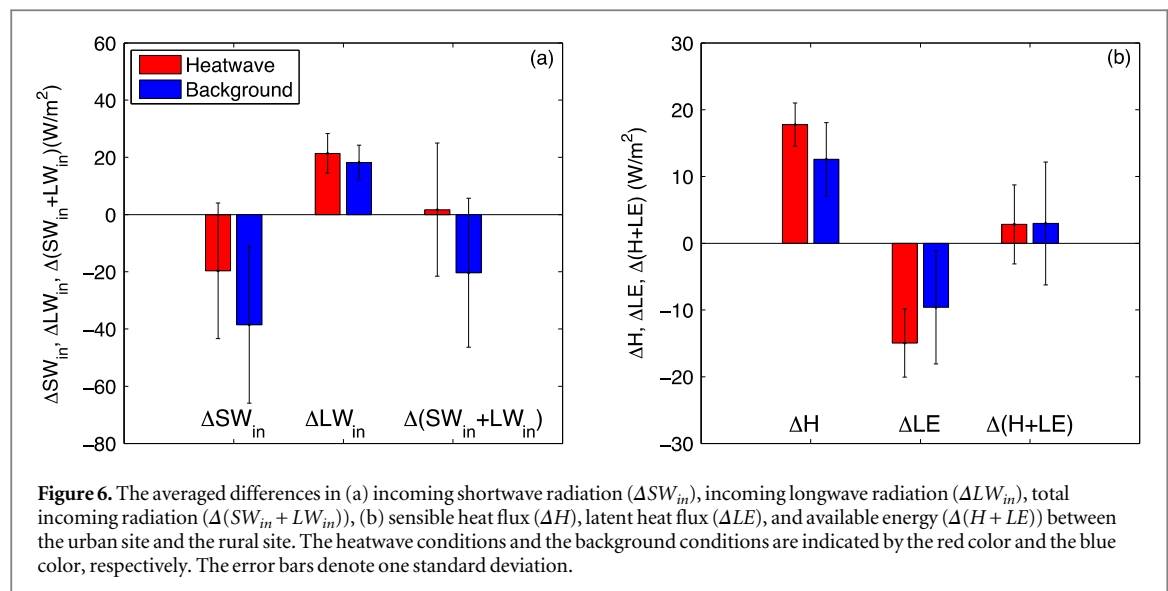 ΔSW_in, ΔLW_in, Δ(SW_in+LW_in)(W/m²)
60
40
20
0
−20
−40
−60
−80
Heatwave
Background
(a)
ΔSW_in ΔLW_in Δ(SW_in+LW_in)
ΔH, ΔLE, Δ(H+LE) (W/m²)
30
20
10
0
−10
−20
−30
(b)
ΔH ΔLE Δ(H+LE)
Figure 6. The averaged differences in (a) incoming shortwave radiation (ΔSW_in), incoming longwave radiation (ΔLW_in), total
incoming radiation (Δ(SW_in + LW_in)), (b) sensible heat flux (ΔH), latent heat flux (ΔLE), and available energy (Δ(H + LE)) between
the urban site and the rural site. The heatwave conditions and the background conditions are indicated by the red color and the blue
color, respectively. The error bars denote one standard deviation.